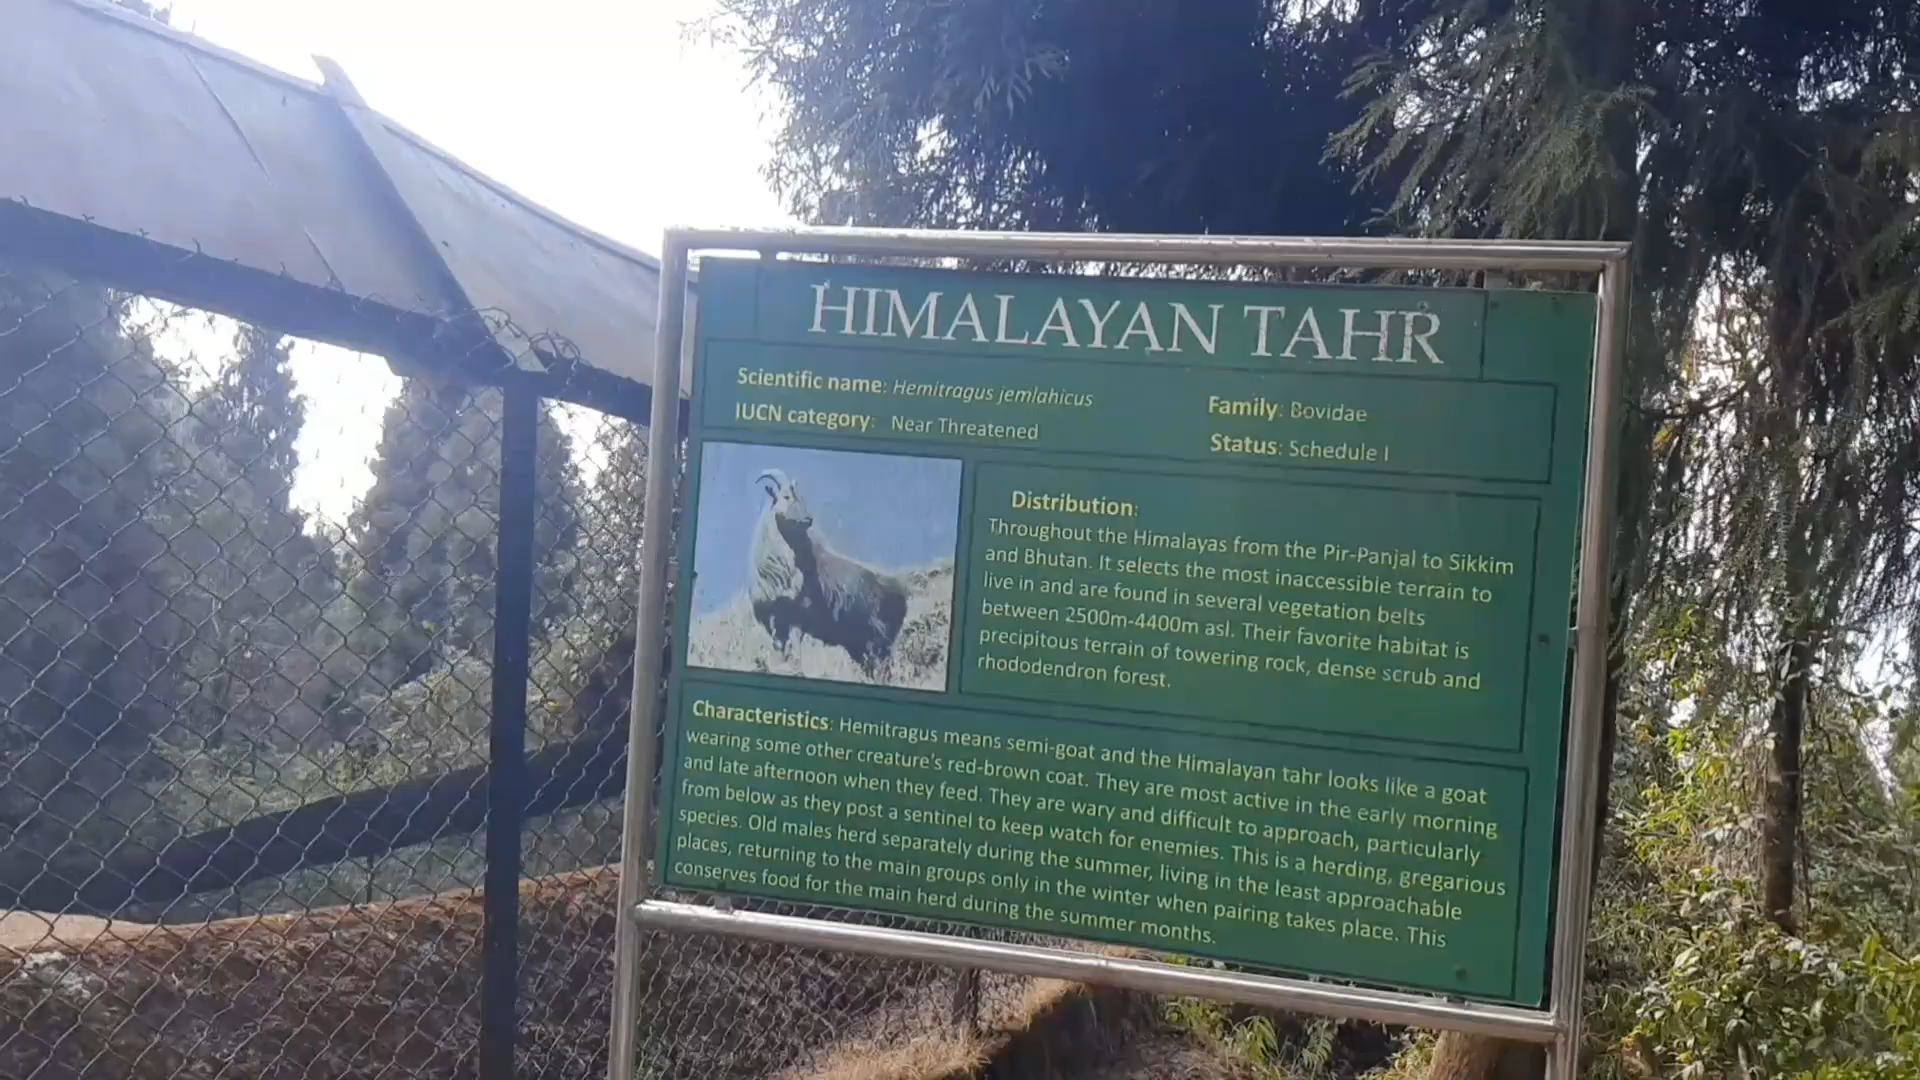 HIMALAYAN TAHR
Scientific name: Hemitragus jemlahicus
Family: Bovidae
IUCN category: Near Threatened
Status: Schedule I
Distribution:
Throughout the Himalayas from the Pir-Panjal to Sikkim
and Bhutan. It selects the most inaccessible terrain to
live in and are found in several vegetation belts
between 2500m-4400m asl. Their favorite habitat is
precipitous terrain of towering rock, dense scrub and
rhododendron forest.
Characteristics: Hemitragus means semi-goat and the Himalayan tahr looks like a goat
wearing some other creature's red-brown coat. They are most active in the early morning
and late afternoon when they feed. They are wary and difficult to approach, particularly
from below as they post a sentinel to keep watch for enemies. This is a herding, gregarious
species. Old males herd separately during the summer, living in the least approachable
places, returning to the main groups only in the winter when pairing takes place. This
conserves food for the main herd during the summer months.